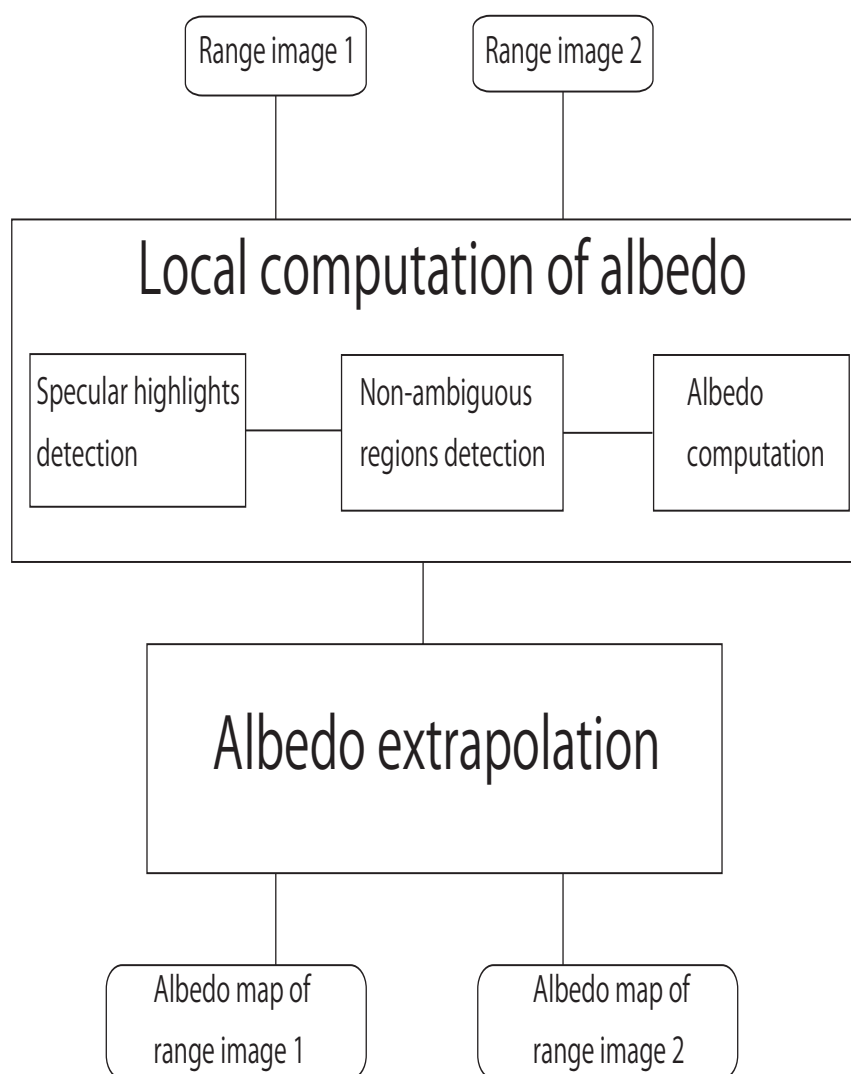 Range image 1
Range image 2
Local computation of albedo
Specular highlights
detection
Non-ambiguous
regions detection
Albedo
computation
Albedo extrapolation
Albedo map of
range image 1
Albedo map of
range image 2